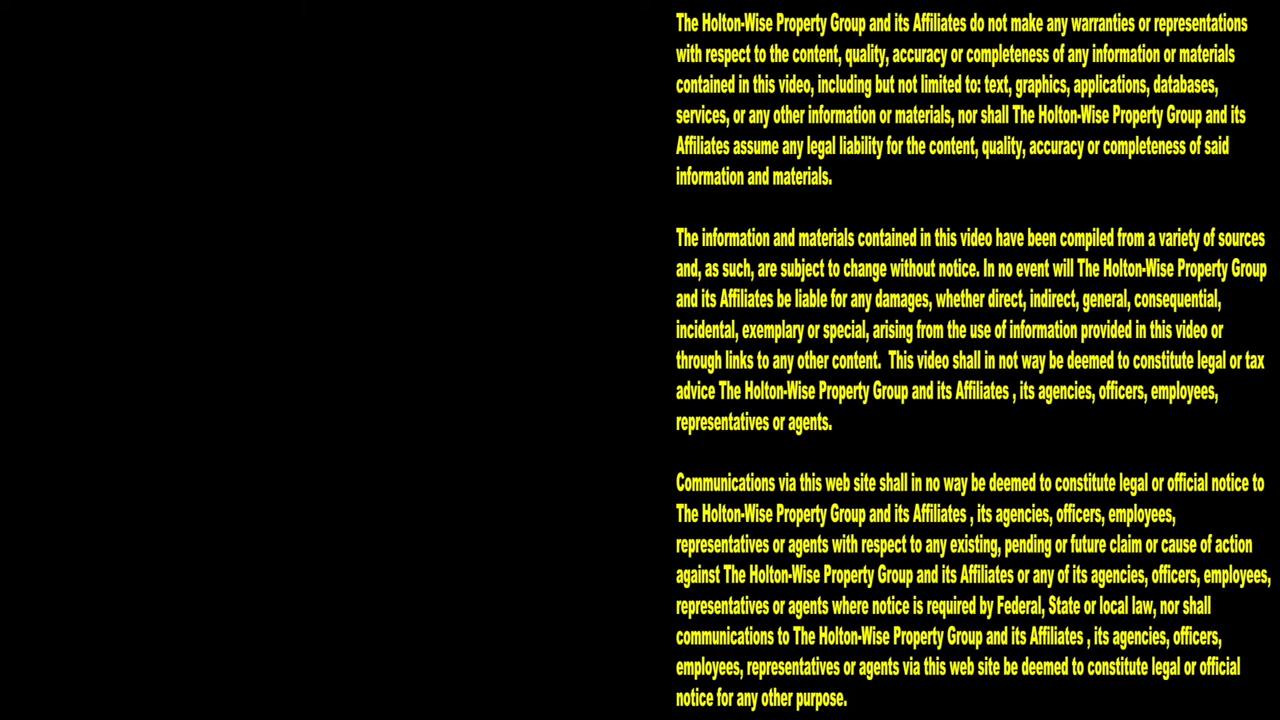 The Holton-Wise Property Group and its Affiliates do not make any warranties or representations
with respect to the content, quality, accuracy or completeness of any information or materials
contained in this video, including but not limited to: text, graphics, applications, databases,
services, or any other information or materials, nor shall The Holton-Wise Property Group and its
Affiliates assume any legal liability for the content, quality, accuracy or completeness of said
information and materials.
The information and materials contained in this video have been compiled from a variety of sources
and, as such, are subject to change without notice. In no event will The Holton-Wise Property Group
and its Affiliates be liable for any damages, whether direct, indirect, general, consequential,
incidental, exemplary or special, arising from the use of information provided in this video or
through links to any other content.  This video shall in not way be deemed to constitute legal or tax
advice The Holton-Wise Property Group and its Affiliates , its agencies, officers, employees,
representatives or agents.
Communications via this web site shall in no way be deemed to constitute legal or official notice to
The Holton-Wise Property Group and its Affiliates , its agencies, officers, employees,
representatives or agents with respect to any existing, pending or future claim or cause of action
against The Holton-Wise Property Group and its Affiliates or any of its agencies, officers, employees,
representatives or agents where notice is required by Federal, State or local law, nor shall
communications to The Holton-Wise Property Group and its Affiliates , its agencies, officers,
employees, representatives or agents via this web site be deemed to constitute legal or official
notice for any other purpose.